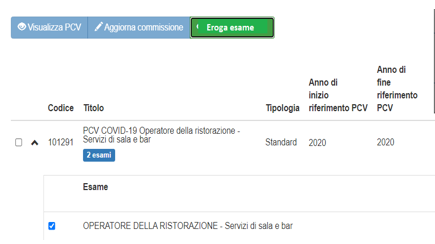 Visualizza PCV Aggiorna commissione Eroga esame
Anno di inizio riferimento PCV
Anno di fine riferimento PCV
Codice Titolo Tipologia
101291 PCV COVID-19 Operatore della ristorazione - Standard 2020 2020
Servizi di sala e bar
2 esami
Esame
OPERATORE DELLA RISTORAZIONE - Servizi di sala e bar